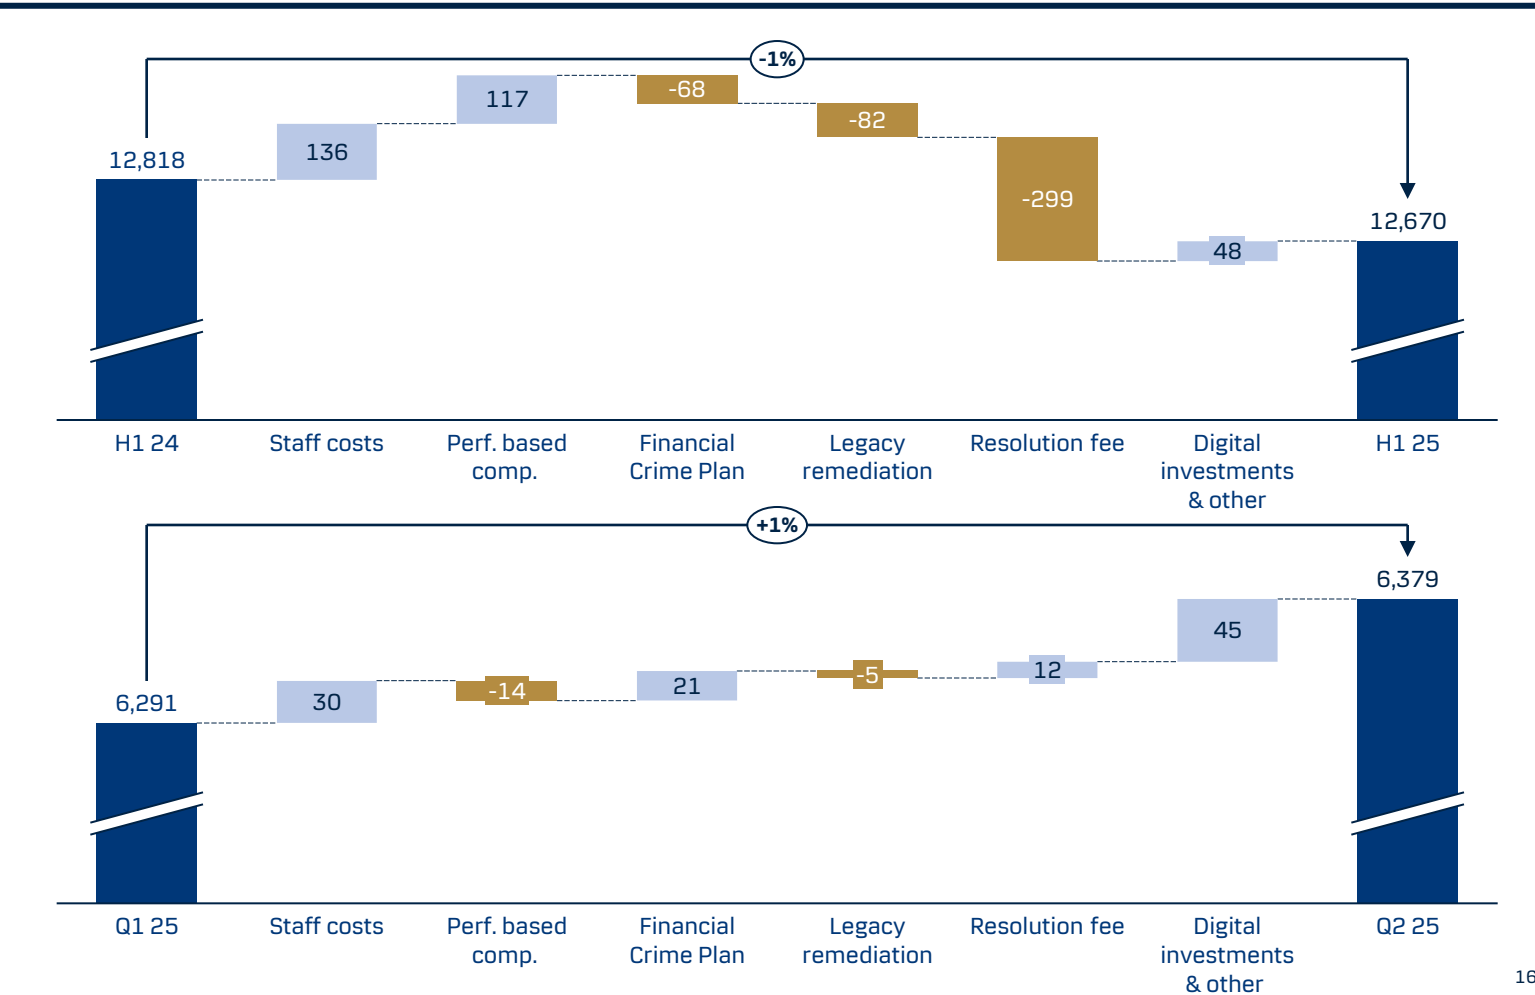 -1%
12,818
136
117
-68
-82
-299
48
12,670
H1 24
Staff costs
Perf. based
comp.
Financial
Crime Plan
Legacy
remediation
Resolution fee
Digital
investments
& other
H1 25
+1%
6,291
30
-14
21
-5
12
45
6,379
Q1 25
Staff costs
Perf. based
comp.
Financial
Crime Plan
Legacy
remediation
Resolution fee
Digital
investments
& other
Q2 25
16